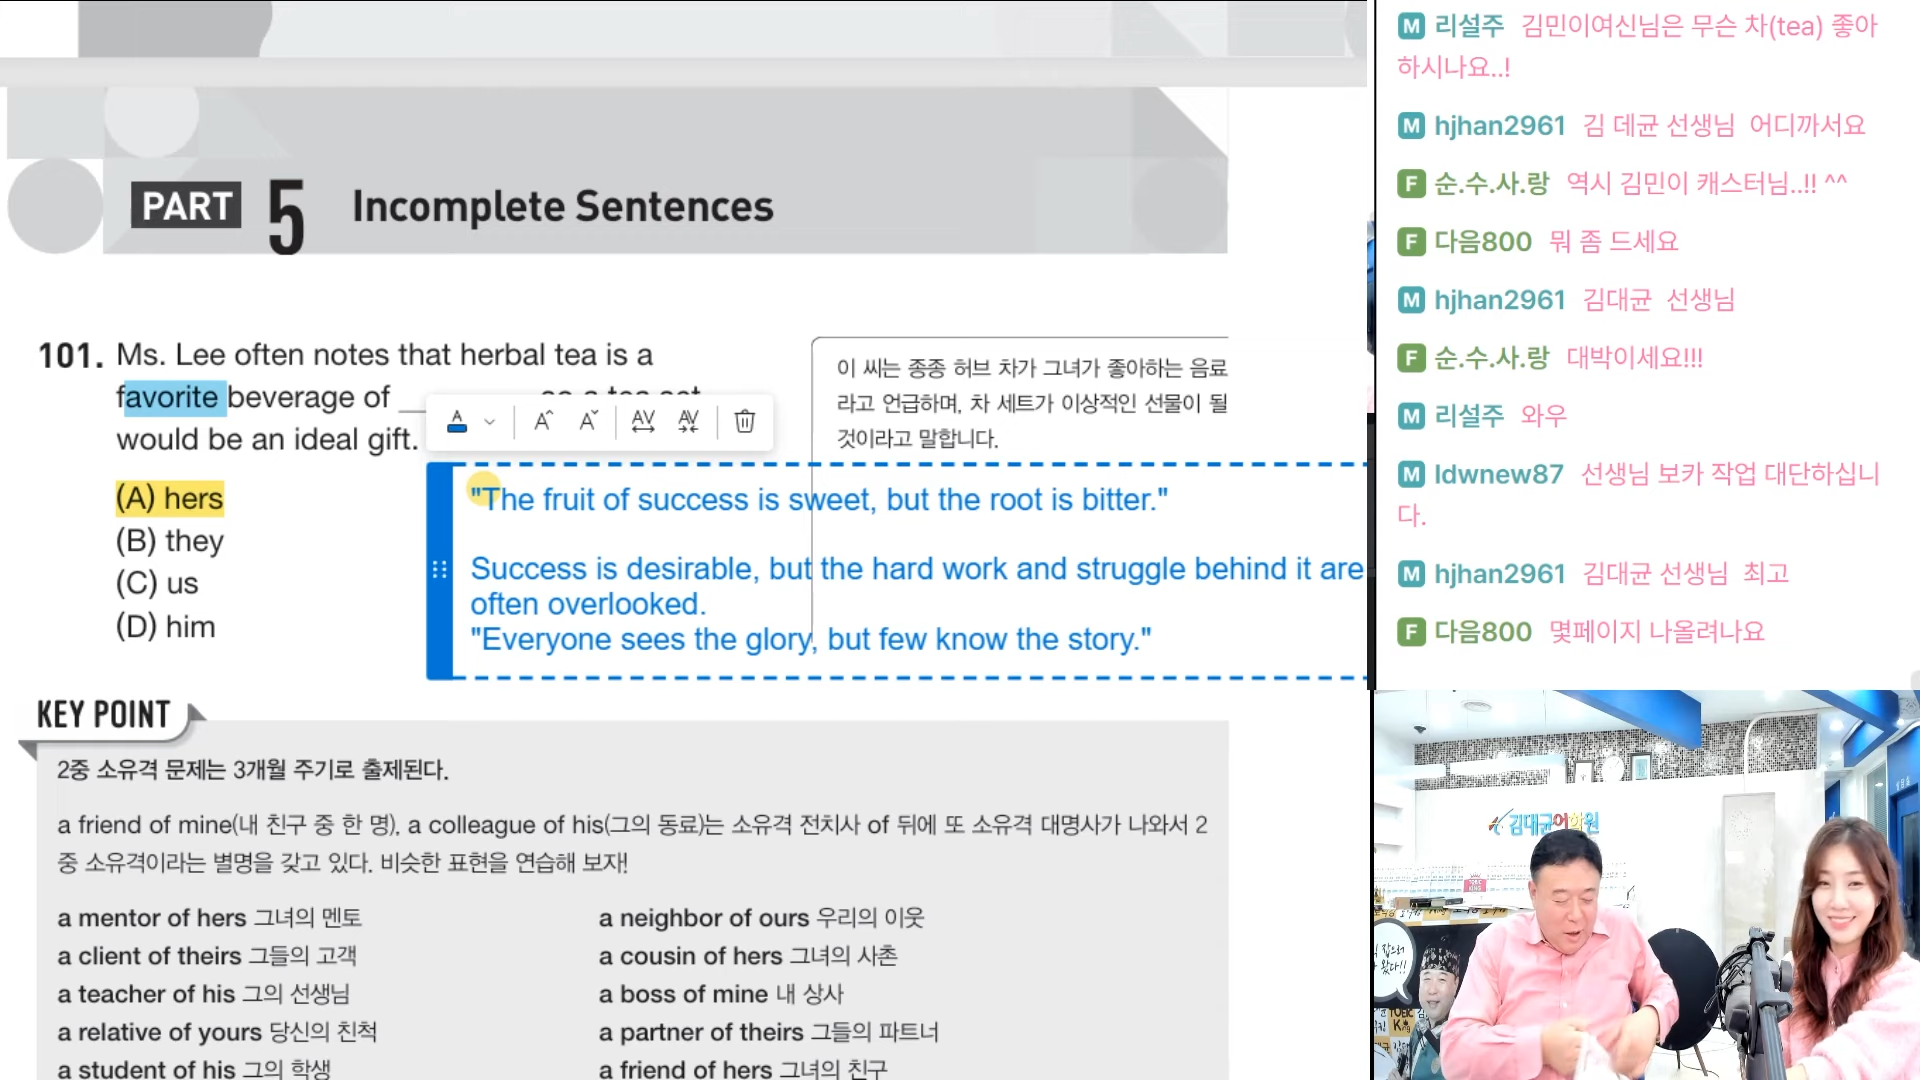 PART 5 Incomplete Sentences
101. Ms. Lee often notes that herbal tea is a
favorite beverage of
would be an ideal gift.
(A) hers
(B) they
(C) us
(D) him
이 씨는 종종 허브 차가 그녀가 좋아하는 음료
라고 언급하며, 차 세트가 이상적인 선물이 될
것이라고 말합니다.
"The fruit of success is sweet, but the root is bitter."
Success is desirable, but the hard work and struggle behind it are
often overlooked.
"Everyone sees the glory, but few know the story."
KEY POINT
2중 소유격 문제는 3개월 주기로 출제된다.
a friend of mine(내 친구 중 한 명), a colleague of his(그의 동료)는 소유격 전치사 of 뒤에 또 소유격 대명사가 나와서 2
중 소유격이라는 별명을 갖고 있다. 비슷한 표현을 연습해 보자!
a mentor of hers 그녀의 멘토
a client of theirs 그들의 고객
a teacher of his 그의 선생님
a relative of yours 당신의 친척
a student of his 그의 학생
a neighbor of ours 우리의 이웃
a cousin of hers 그녀의 사촌
a boss of mine 내 상사
a partner of theirs 그들의 파트너
a friend of hers 그녀의 친구
M 리설주 김민이여신님은 무슨 차(tea) 좋아
하시나요..!
M hjhan2961 김 데균 선생님 어디까서요
F 순.수.사.랑 역시 김민이 캐스터님..!! ^^
F 다음800 뭐 좀 드세요
M hjhan2961 김대균 선생님
F 순.수.사.랑 대박이세요!!!
M 리설주 와우
M ldwnew87 선생님 보카 작업 대단하십니
다.
M hjhan2961 김대균 선생님 최고
F 다음800 몇페이지 나올려나요
김대균어학원